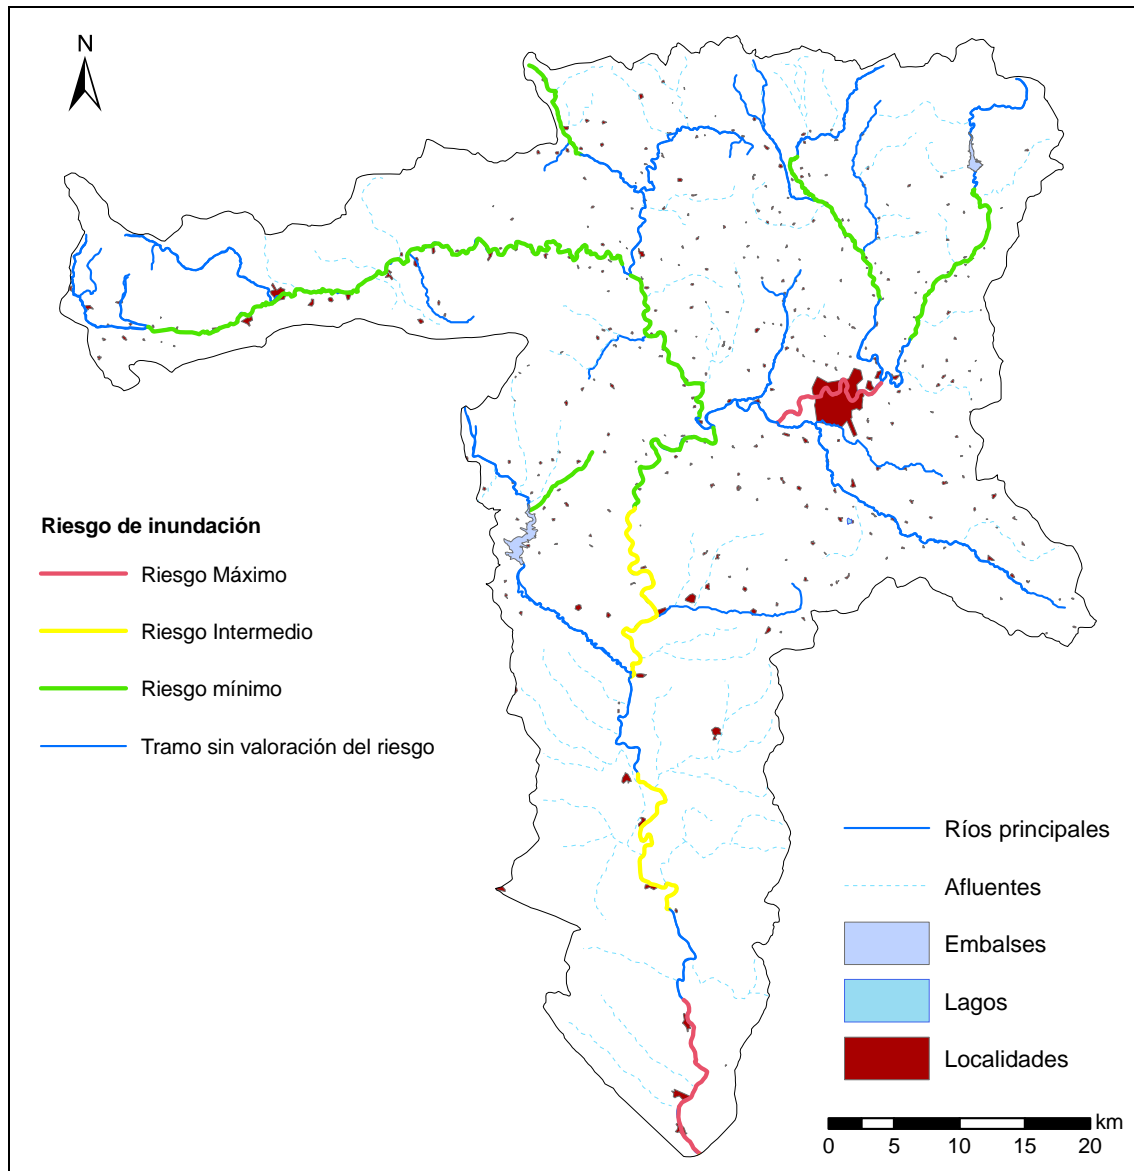 N
Riesgo de inundación
Riesgo Máximo
Riesgo Intermedio
Riesgo mínimo
Tramo sin valoración del riesgo
Ríos principales
Afluentes
Embalses
Lagos
Localidades
km
0 5 10 15 20